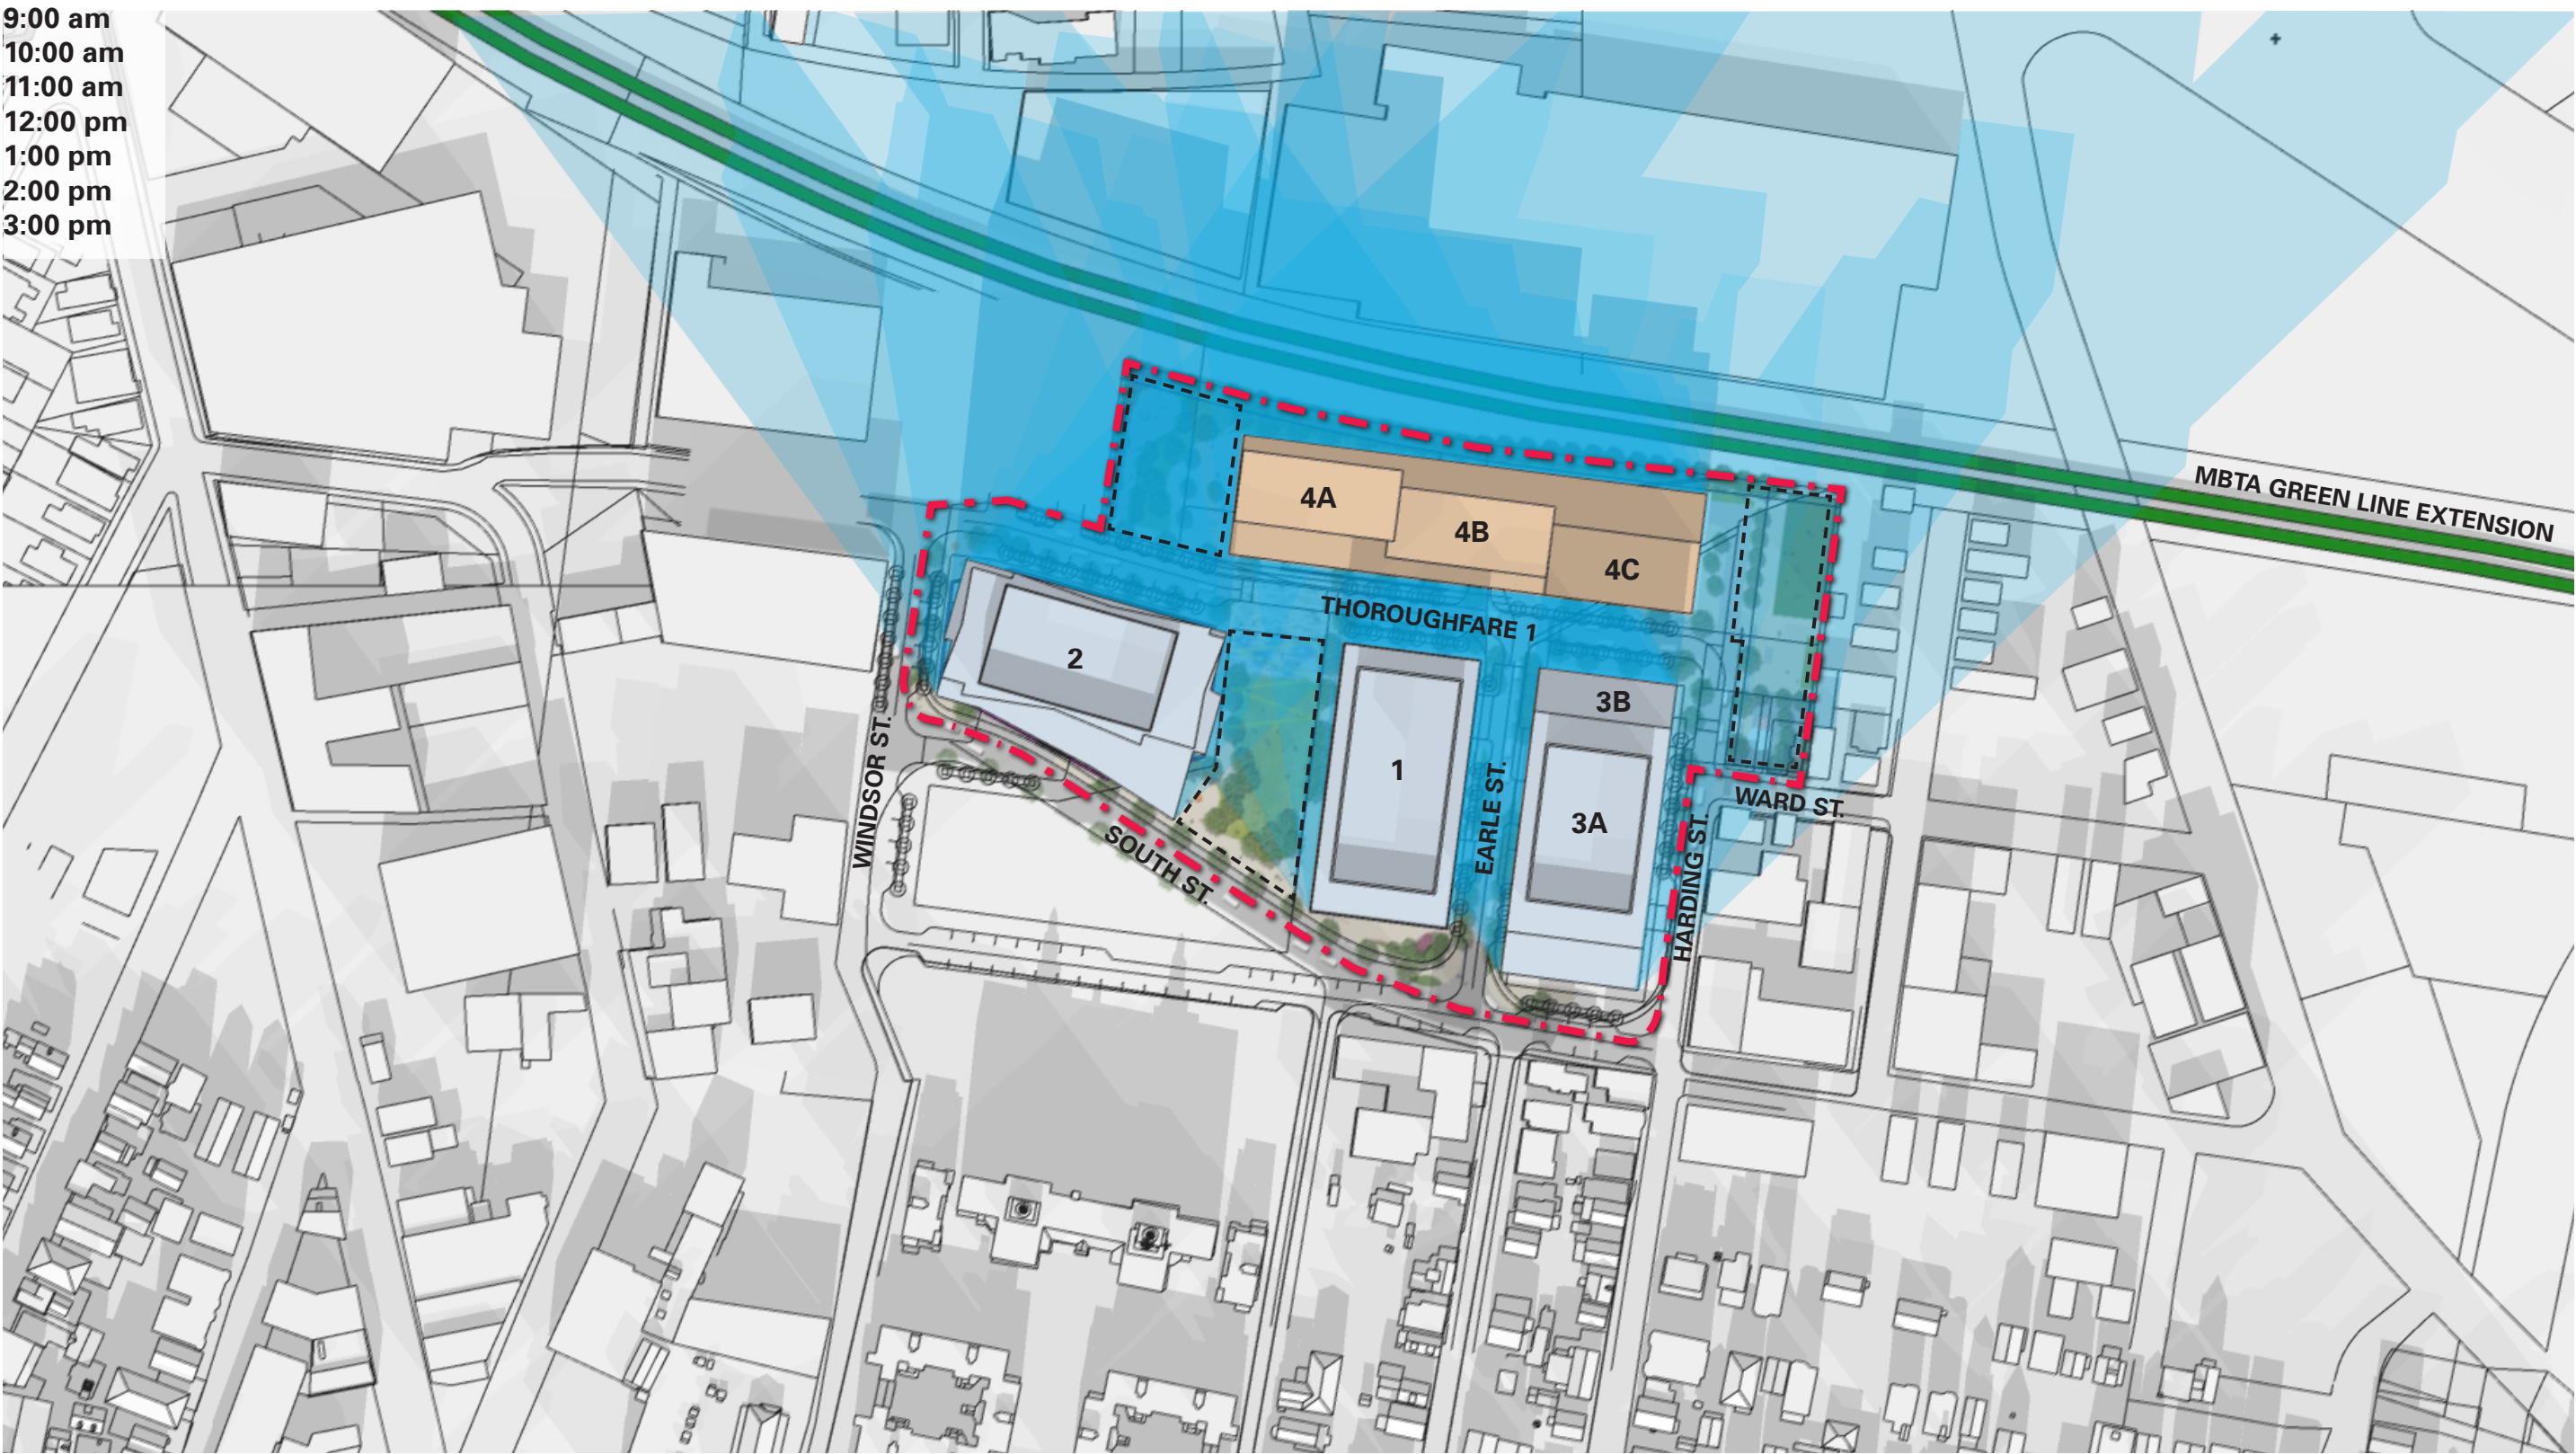 9:00 am
10:00 am
11:00 am
12:00 pm
1:00 pm
2:00 pm
3:00 pm
MBTA GREEN LINE EXTENSION
4A
4B
4C
THOROUGHFARE 1
2
3B
1
3A
WINDSOR ST.
SOUTH ST.
EARLE ST.
HARDING ST.
WARD ST.